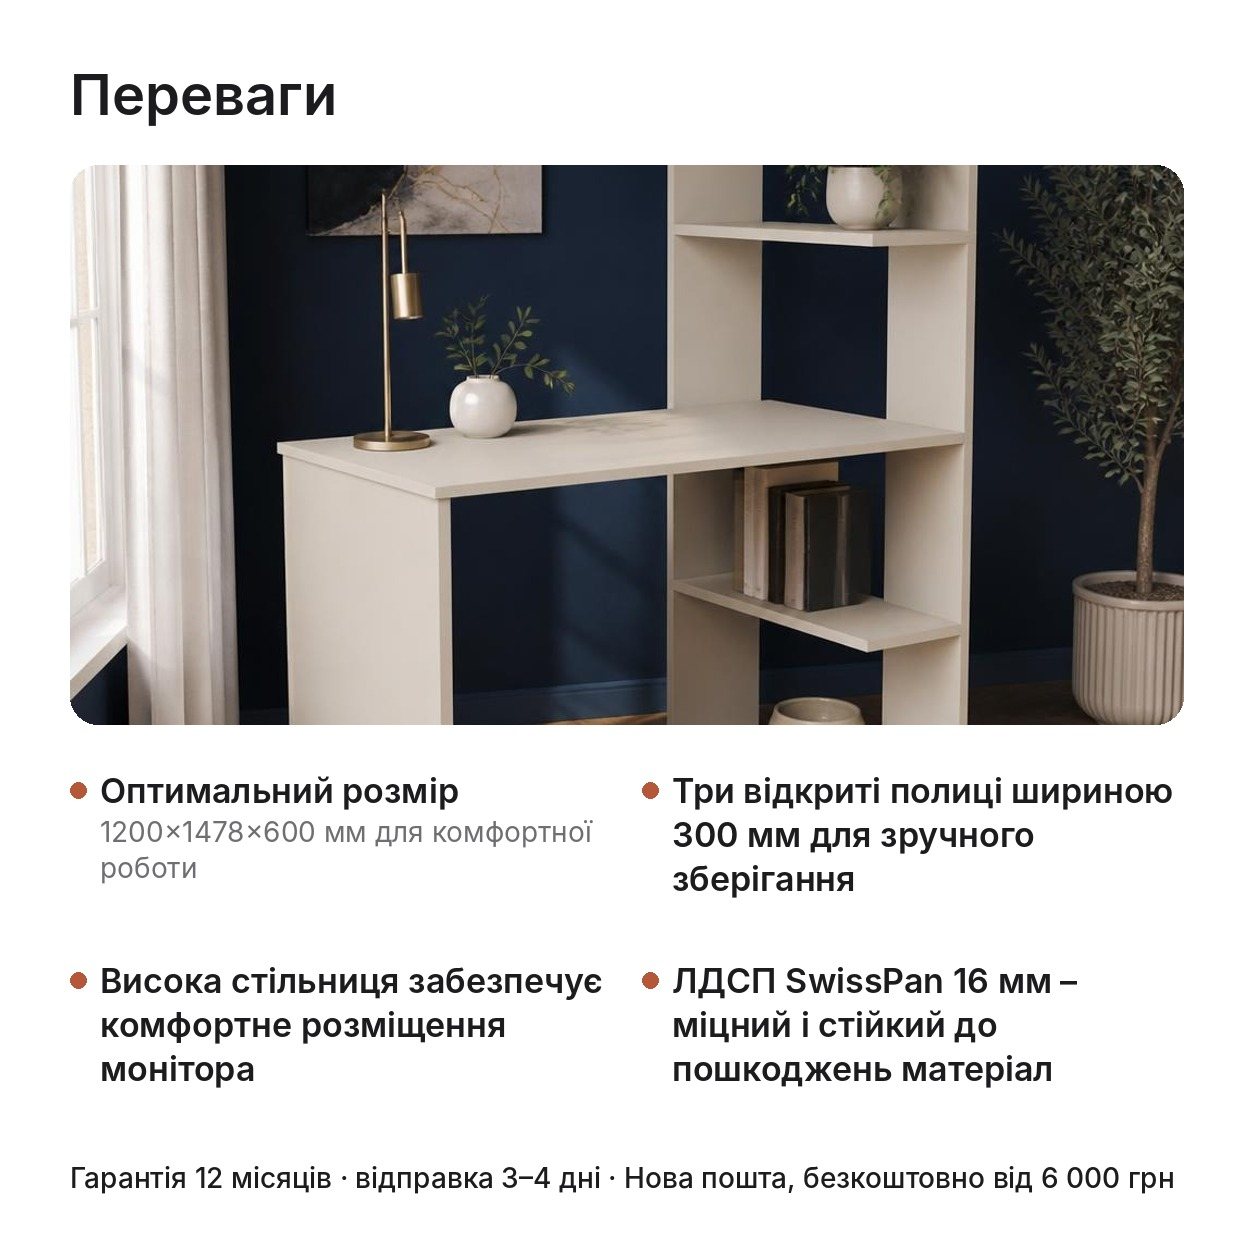 Переваги
Оптимальний розмір
1200×1478×600 мм для комфортної
роботи
Три відкриті полиці шириною
300 мм для зручного
зберігання
Висока стільниця забезпечує
комфортне розміщення
монітора
ЛДСП SwissPan 16 мм –
міцний і стійкий до
пошкоджень матеріал
Гарантія 12 місяців · відправка 3–4 дні · Нова пошта, безкоштовно від 6 000 грн